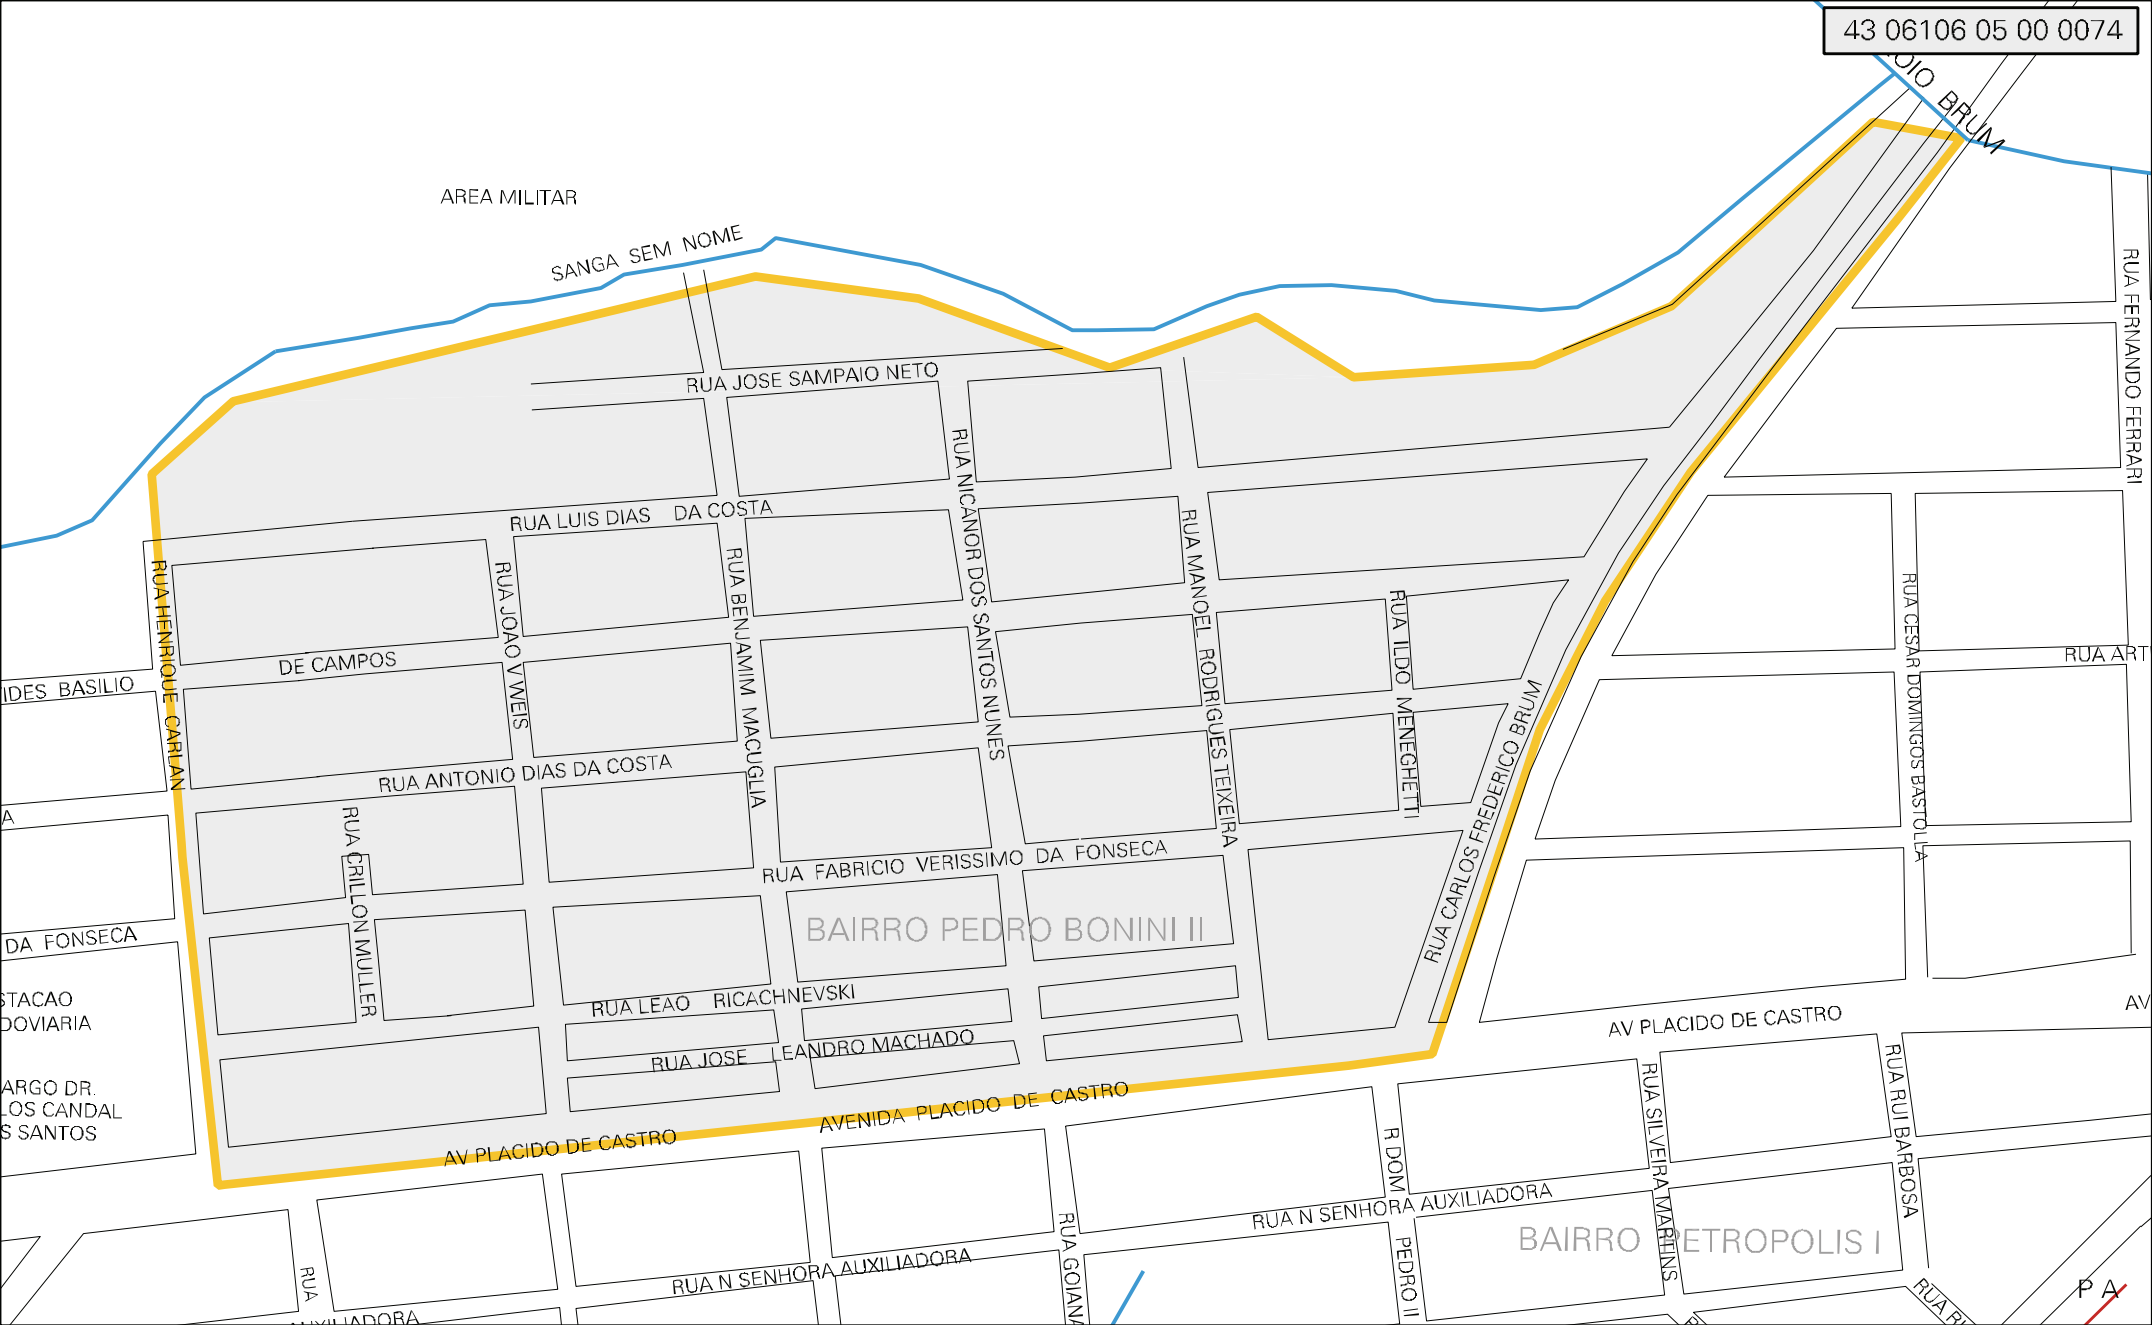 43 06106 05 00 0074
OIO BRUM
AREA MILITAR
SANGA SEM NOME
RUA FERNANDO FERRARI
RUA JOSE SAMPAIO NETO
RUA NICANOR DOS SANTOS NUNES
RUA LUIS DIAS DA COSTA
RUA MANOEL RODRIGUES TEIXEIRA
RUA HENRIQUE CARLAN
RUA JOAO V WEIS
RUA BENJAMIM MACUGLIA
RUA ILDO MENEGHETTI
RUA CESAR DOMINGOS BASTOLLA
DE CAMPOS
IDES BASILIO
RUA ART
RUA CARLOS FREDERICO BRUM
RUA ANTONIO DIAS DA COSTA
A
RUA CRILLON MULLER
RUA FABRICIO VERISSIMO DA FONSECA
BAIRRO PEDRO BONINI II
DA FONSECA
STACAO
DOVIARIA
RUA LEAO RICACHNEVSKI
AV
AV PLACIDO DE CASTRO
RUA JOSE LEANDRO MACHADO
ARGO DR.
LOS CANDAL
S SANTOS
AVENIDA PLACIDO DE CASTRO
AV PLACIDO DE CASTRO
RUA SILVEIRA MARTINS
RUA RUI BARBOSA
R DOM PEDRO II
RUA N SENHORA AUXILIADORA
RUA GOIANA
BAIRRO PETROPOLIS I
RUA N SENHORA AUXILIADORA
RUA
AUXILIADORA
RUA RI
P A